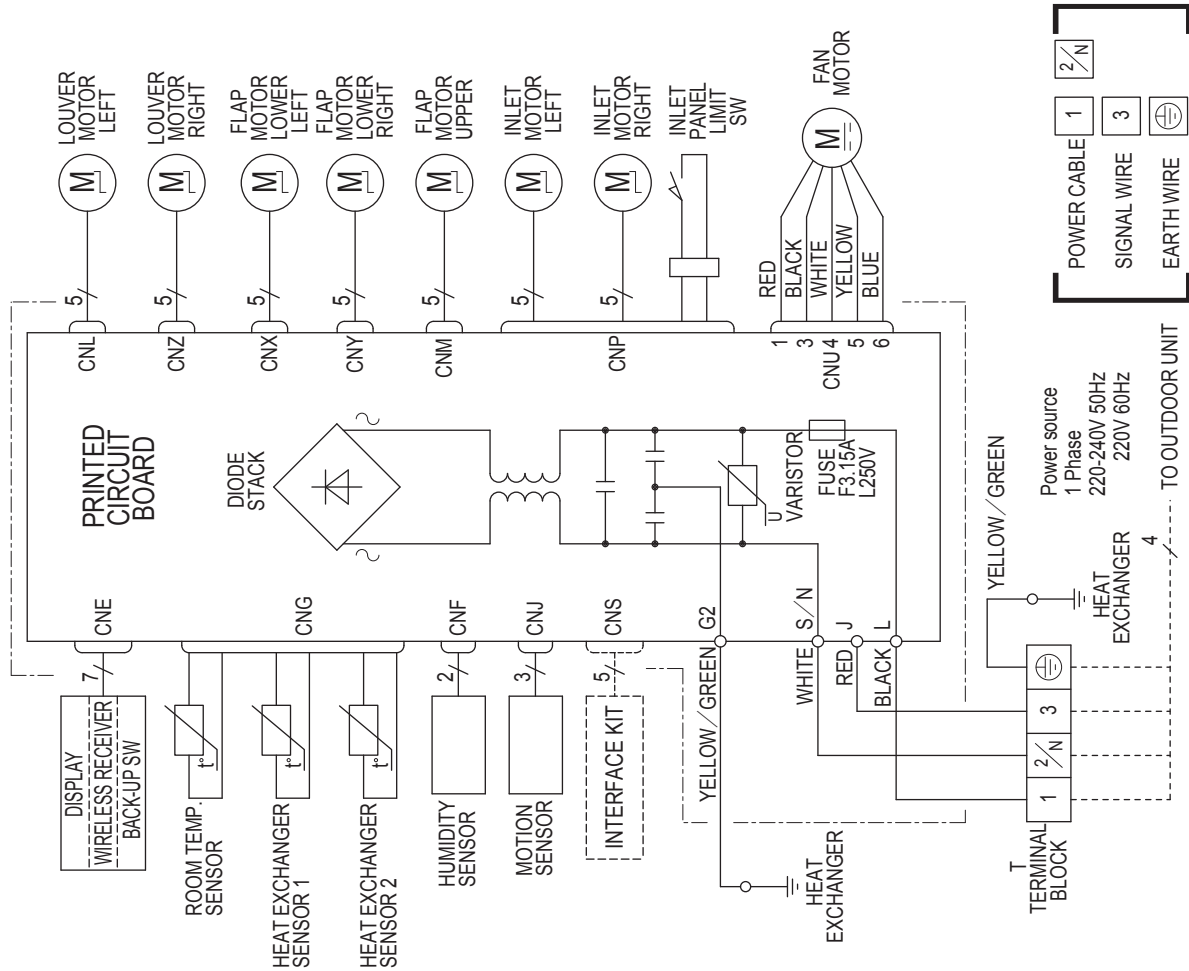 PRINTED
CIRCUIT
BOARD
DIODE
STACK
VARISTOR
U
FUSE
F3.15A
L250V
CNL
CNZ
CNX
CNY
CNM
CNP
CNU
1
3
4
5
6
5
5
5
5
5
5
5
LOUVER
MOTOR
LEFT
M
LOUVER
MOTOR
RIGHT
M
FLAP
MOTOR
LOWER
LEFT
M
FLAP
MOTOR
LOWER
RIGHT
M
FLAP
MOTOR
UPPER
M
INLET
MOTOR
LEFT
M
INLET
MOTOR
RIGHT
M
INLET
PANEL
LIMIT
SW
FAN
MOTOR
M
RED
BLACK
WHITE
YELLOW
BLUE
CNE
CNG
CNF
CNJ
CNS
G2
S/N
J
L
7
2
3
5
DISPLAY
WIRELESS RECEIVER
BACK-UP SW
ROOM TEMP.
SENSOR
t°
HEAT EXCHANGER
SENSOR 1
t°
HEAT EXCHANGER
SENSOR 2
t°
HUMIDITY
SENSOR
MOTION
SENSOR
INTERFACE KIT
YELLOW/GREEN
WHITE
RED
BLACK
HEAT
EXCHANGER
T
TERMINAL
BLOCK
1
2/N
3
YELLOW/GREEN
HEAT
EXCHANGER
4
TO OUTDOOR UNIT
Power source
1 Phase
220-240V 50Hz
220V 60Hz
POWER CABLE 1 2/N
SIGNAL WIRE 3
EARTH WIRE